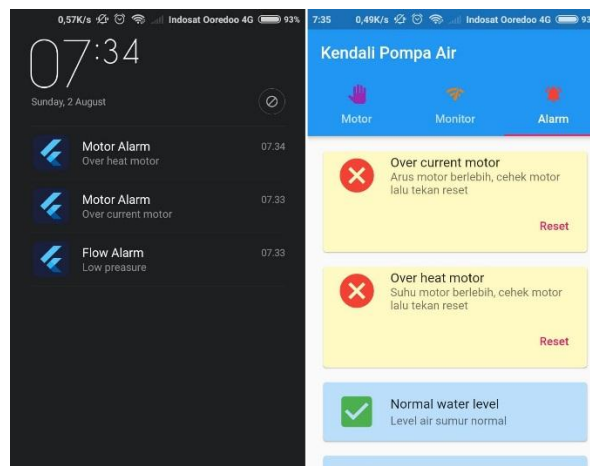 0,57K/s Indosat Ooredoo 4G 93%
07:34
Sunday, 2 August
Motor Alarm 07.34
Over heat motor
Motor Alarm 07.33
Over current motor
Flow Alarm 07.33
Low preasure
7:35 0,49K/s Indosat Ooredoo 4G 93
Kendali Pompa Air
Motor Monitor Alarm
Over current motor
Arus motor berlebih, cehek motor
lalu tekan reset
Reset
Over heat motor
Suhu motor berlebih, cehek motor
lalu tekan reset
Reset
Normal water level
Level air sumur normal